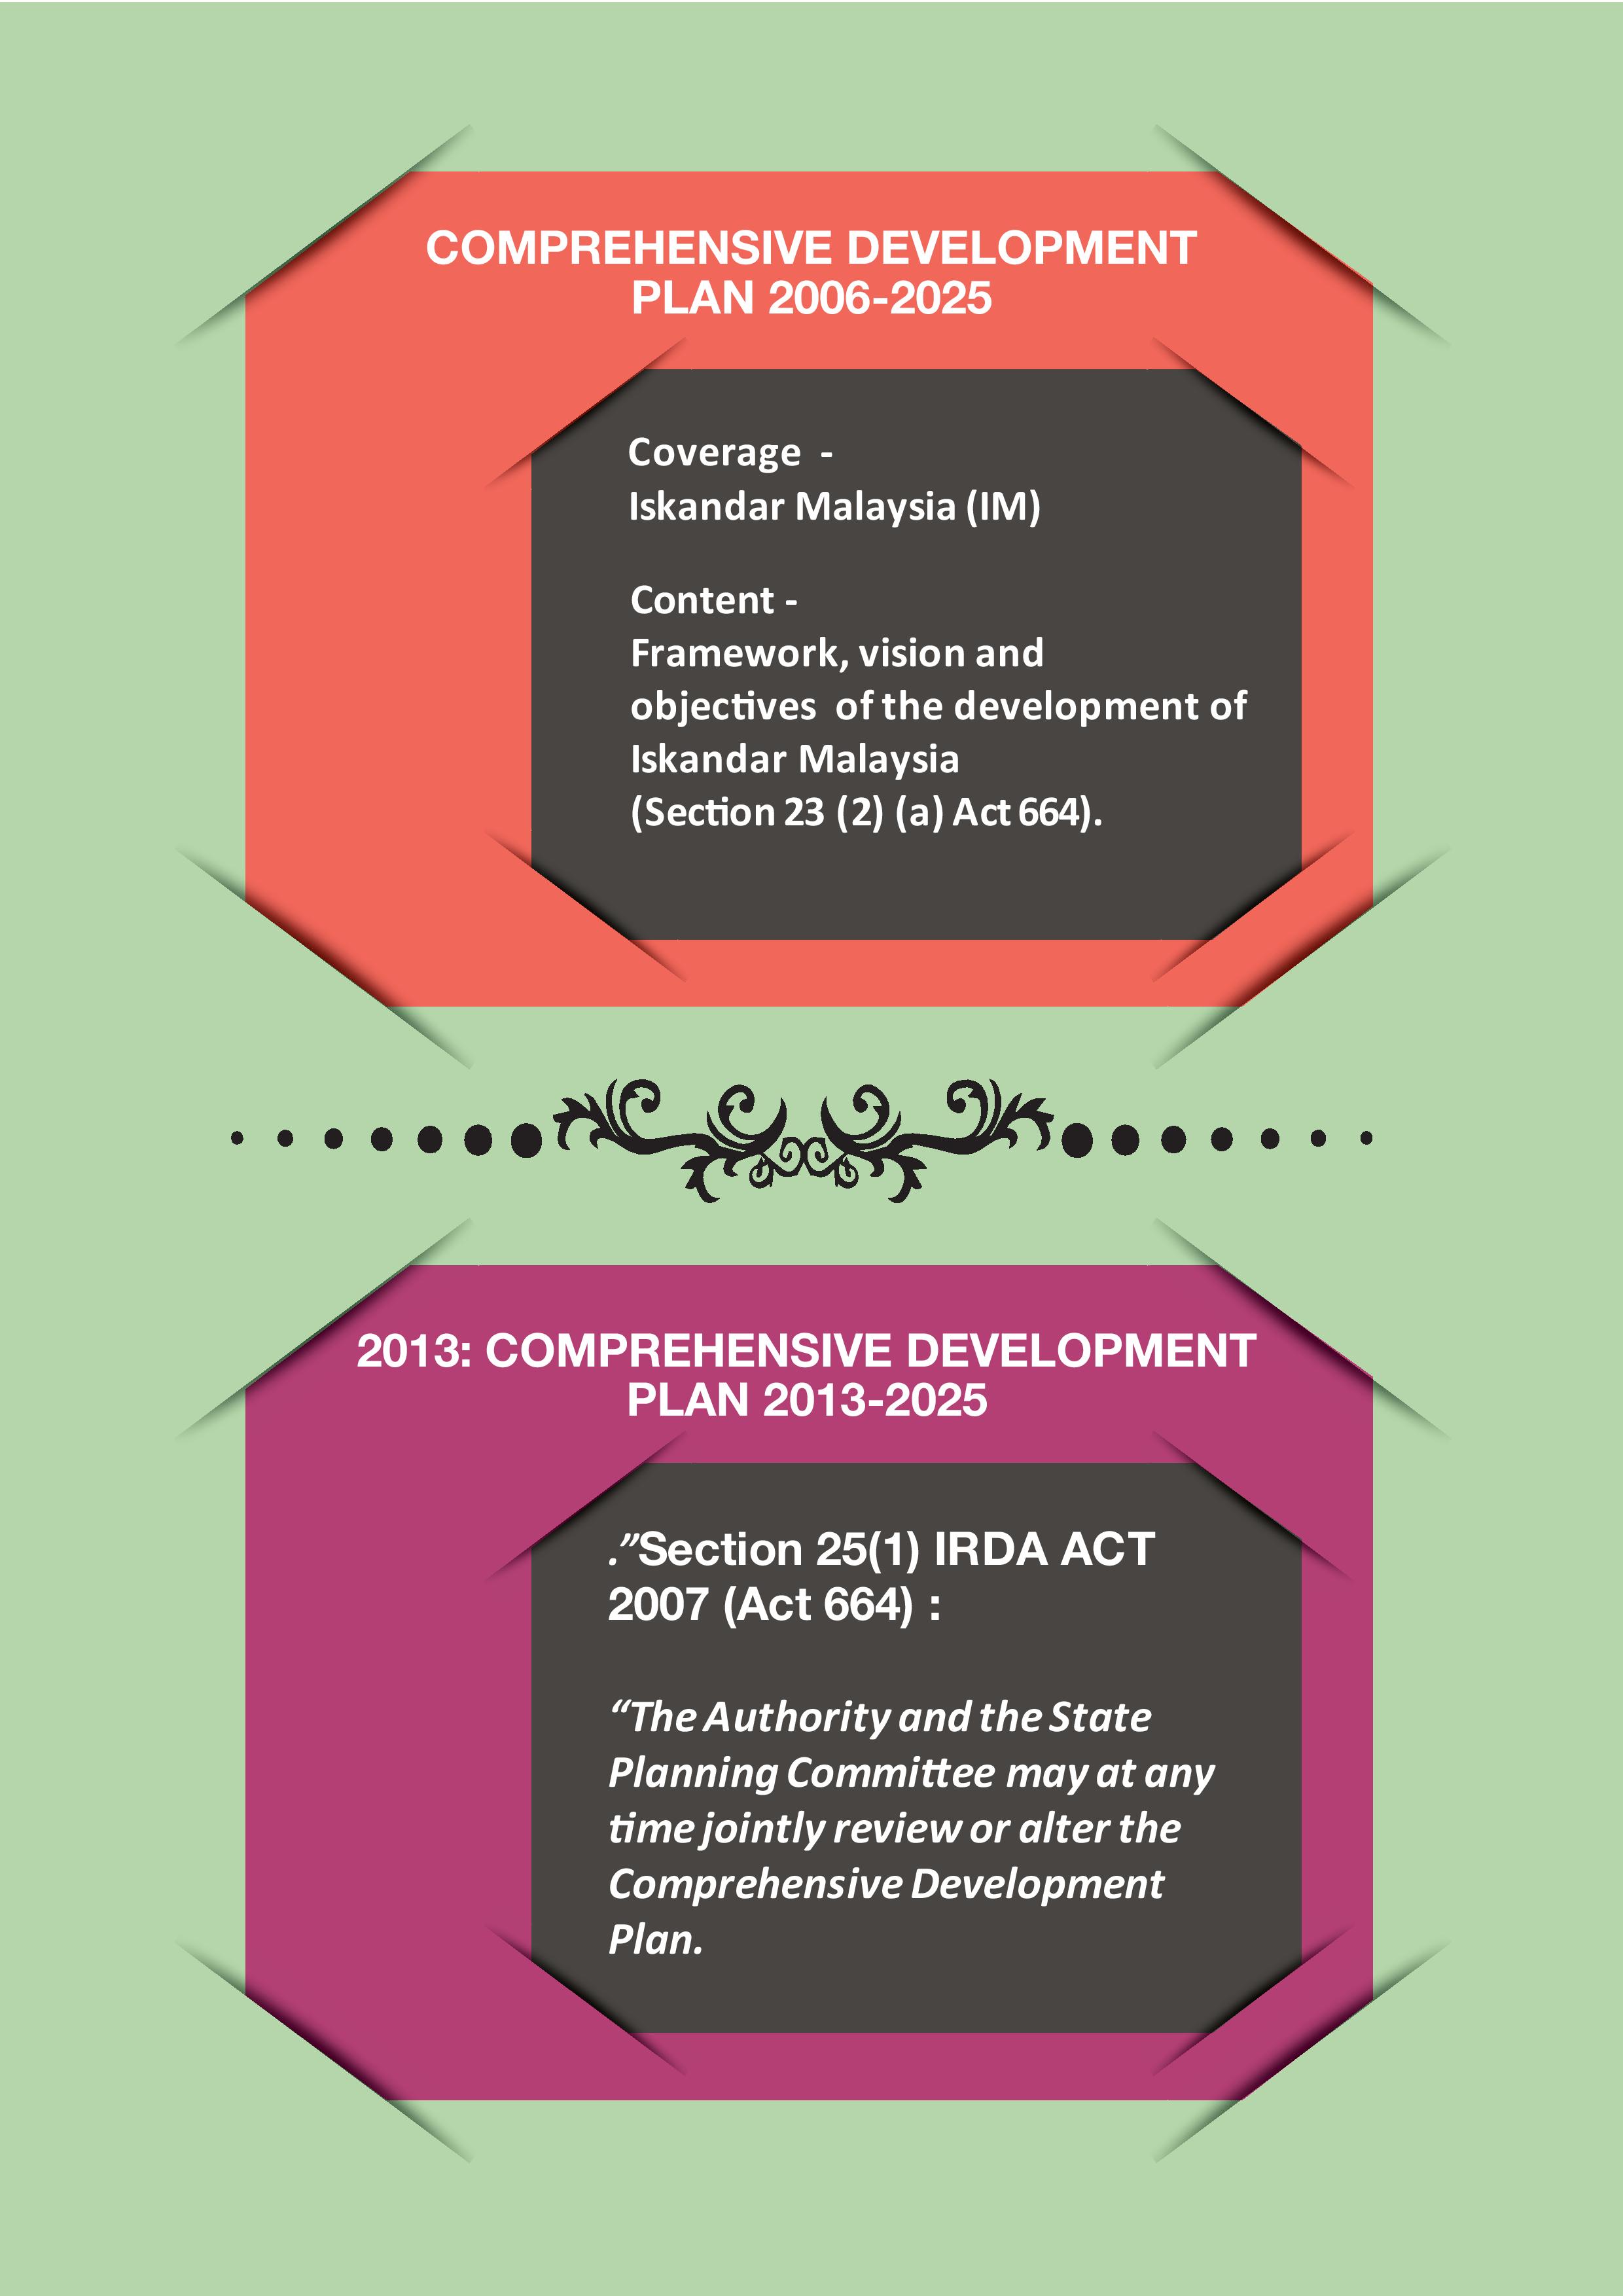 COMPREHENSIVE DEVELOPMENT
PLAN 2006-2025
Coverage -
Iskandar Malaysia (IM)
Content -
Framework, vision and
objectives of the development of
Iskandar Malaysia
(Section 23 (2) (a) Act 664).
2013: COMPREHENSIVE DEVELOPMENT
PLAN 2013-2025
.”Section 25(1) IRDA ACT
2007 (Act 664) :
“The Authority and the State
Planning Committee may at any
time jointly review or alter the
Comprehensive Development
Plan.